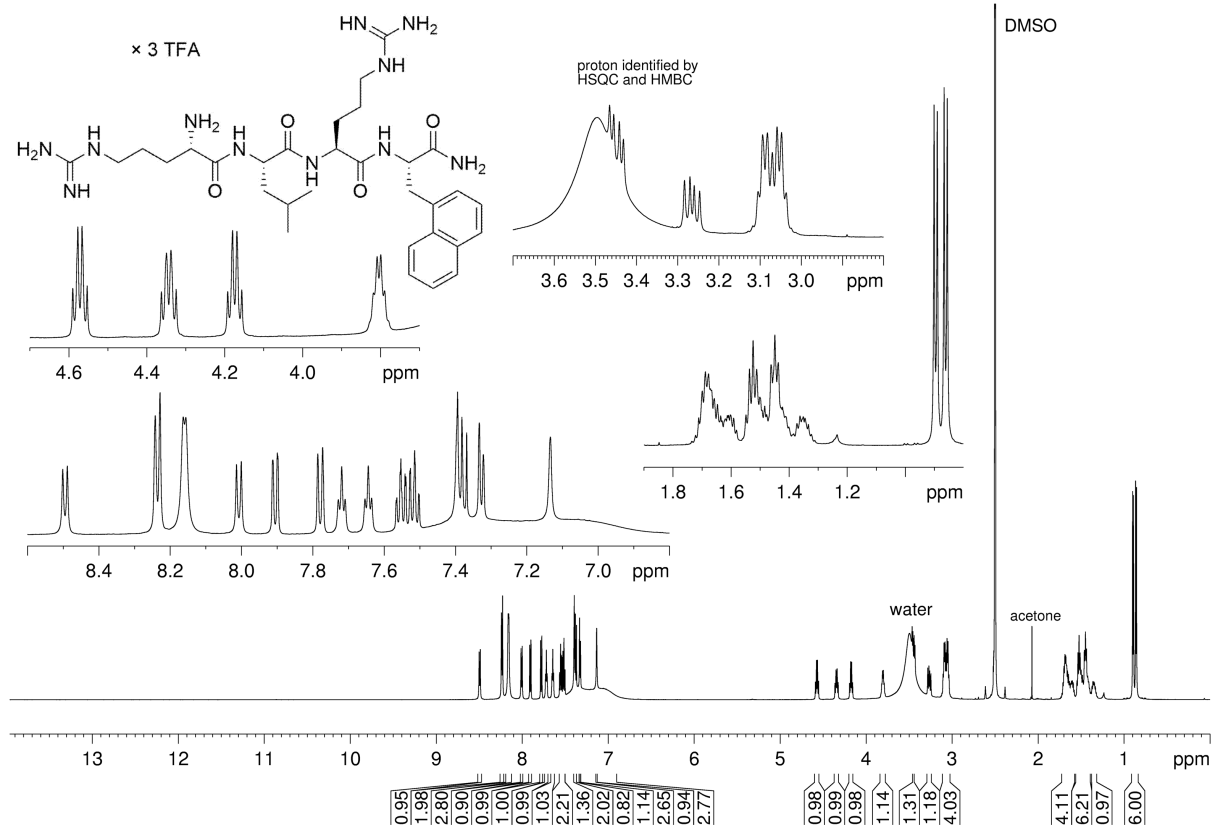 × 3 TFA
HN
NH2
NH
NH2
H2N
H
N
NH
O
H
N
O
N
H
O
H
N
O
NH2
proton identified by
HSQC and HMBC
DMSO
4.6 4.4 4.2 4.0 ppm
3.6 3.5 3.4 3.3 3.2 3.1 3.0 ppm
1.8 1.6 1.4 1.2 ppm
8.4 8.2 8.0 7.8 7.6 7.4 7.2 7.0 ppm
water
acetone
13 12 11 10 9 8 7 6 5 4 3 2 1 ppm
0.95 1.98 2.80 0.90 0.99 1.00 0.99 1.03 2.21 1.36 2.02 0.82 1.14 2.65 0.94 2.77 0.98 0.99 0.98 1.14 1.31 1.18 4.03 4.11 6.21 0.97 6.00